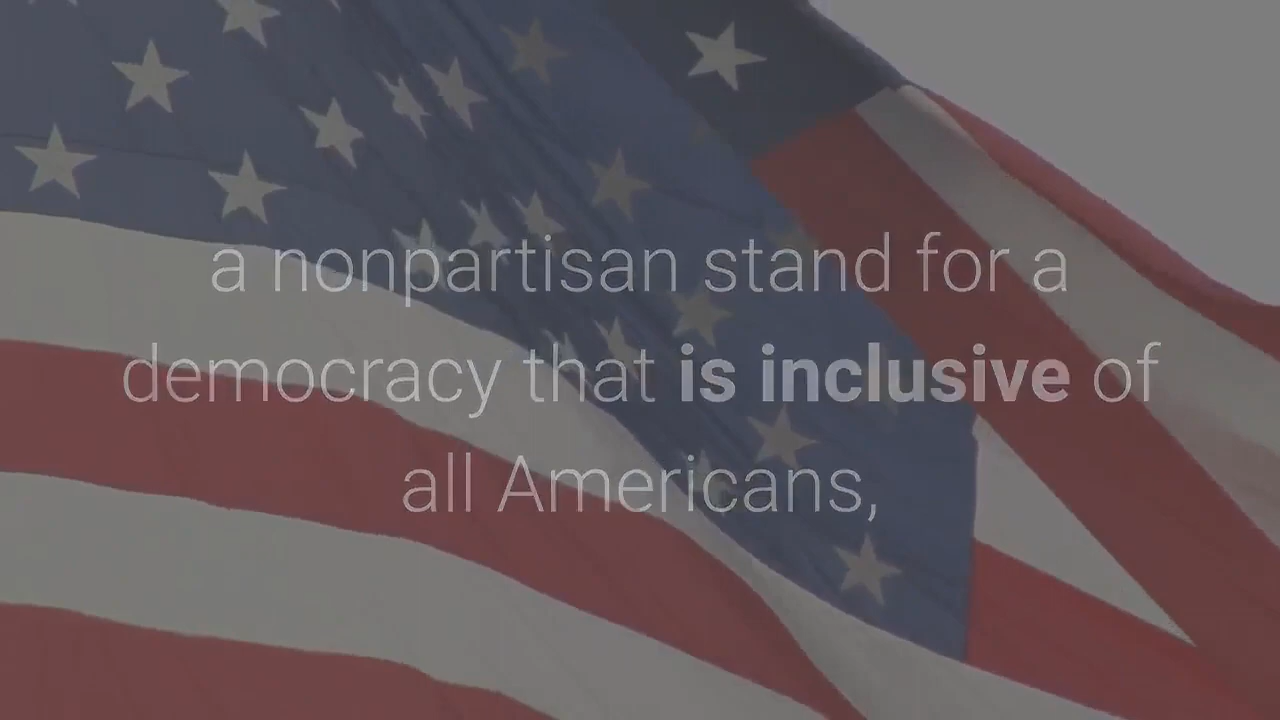 a nonpartisan stand for a
democracy that is inclusive of
all Americans,